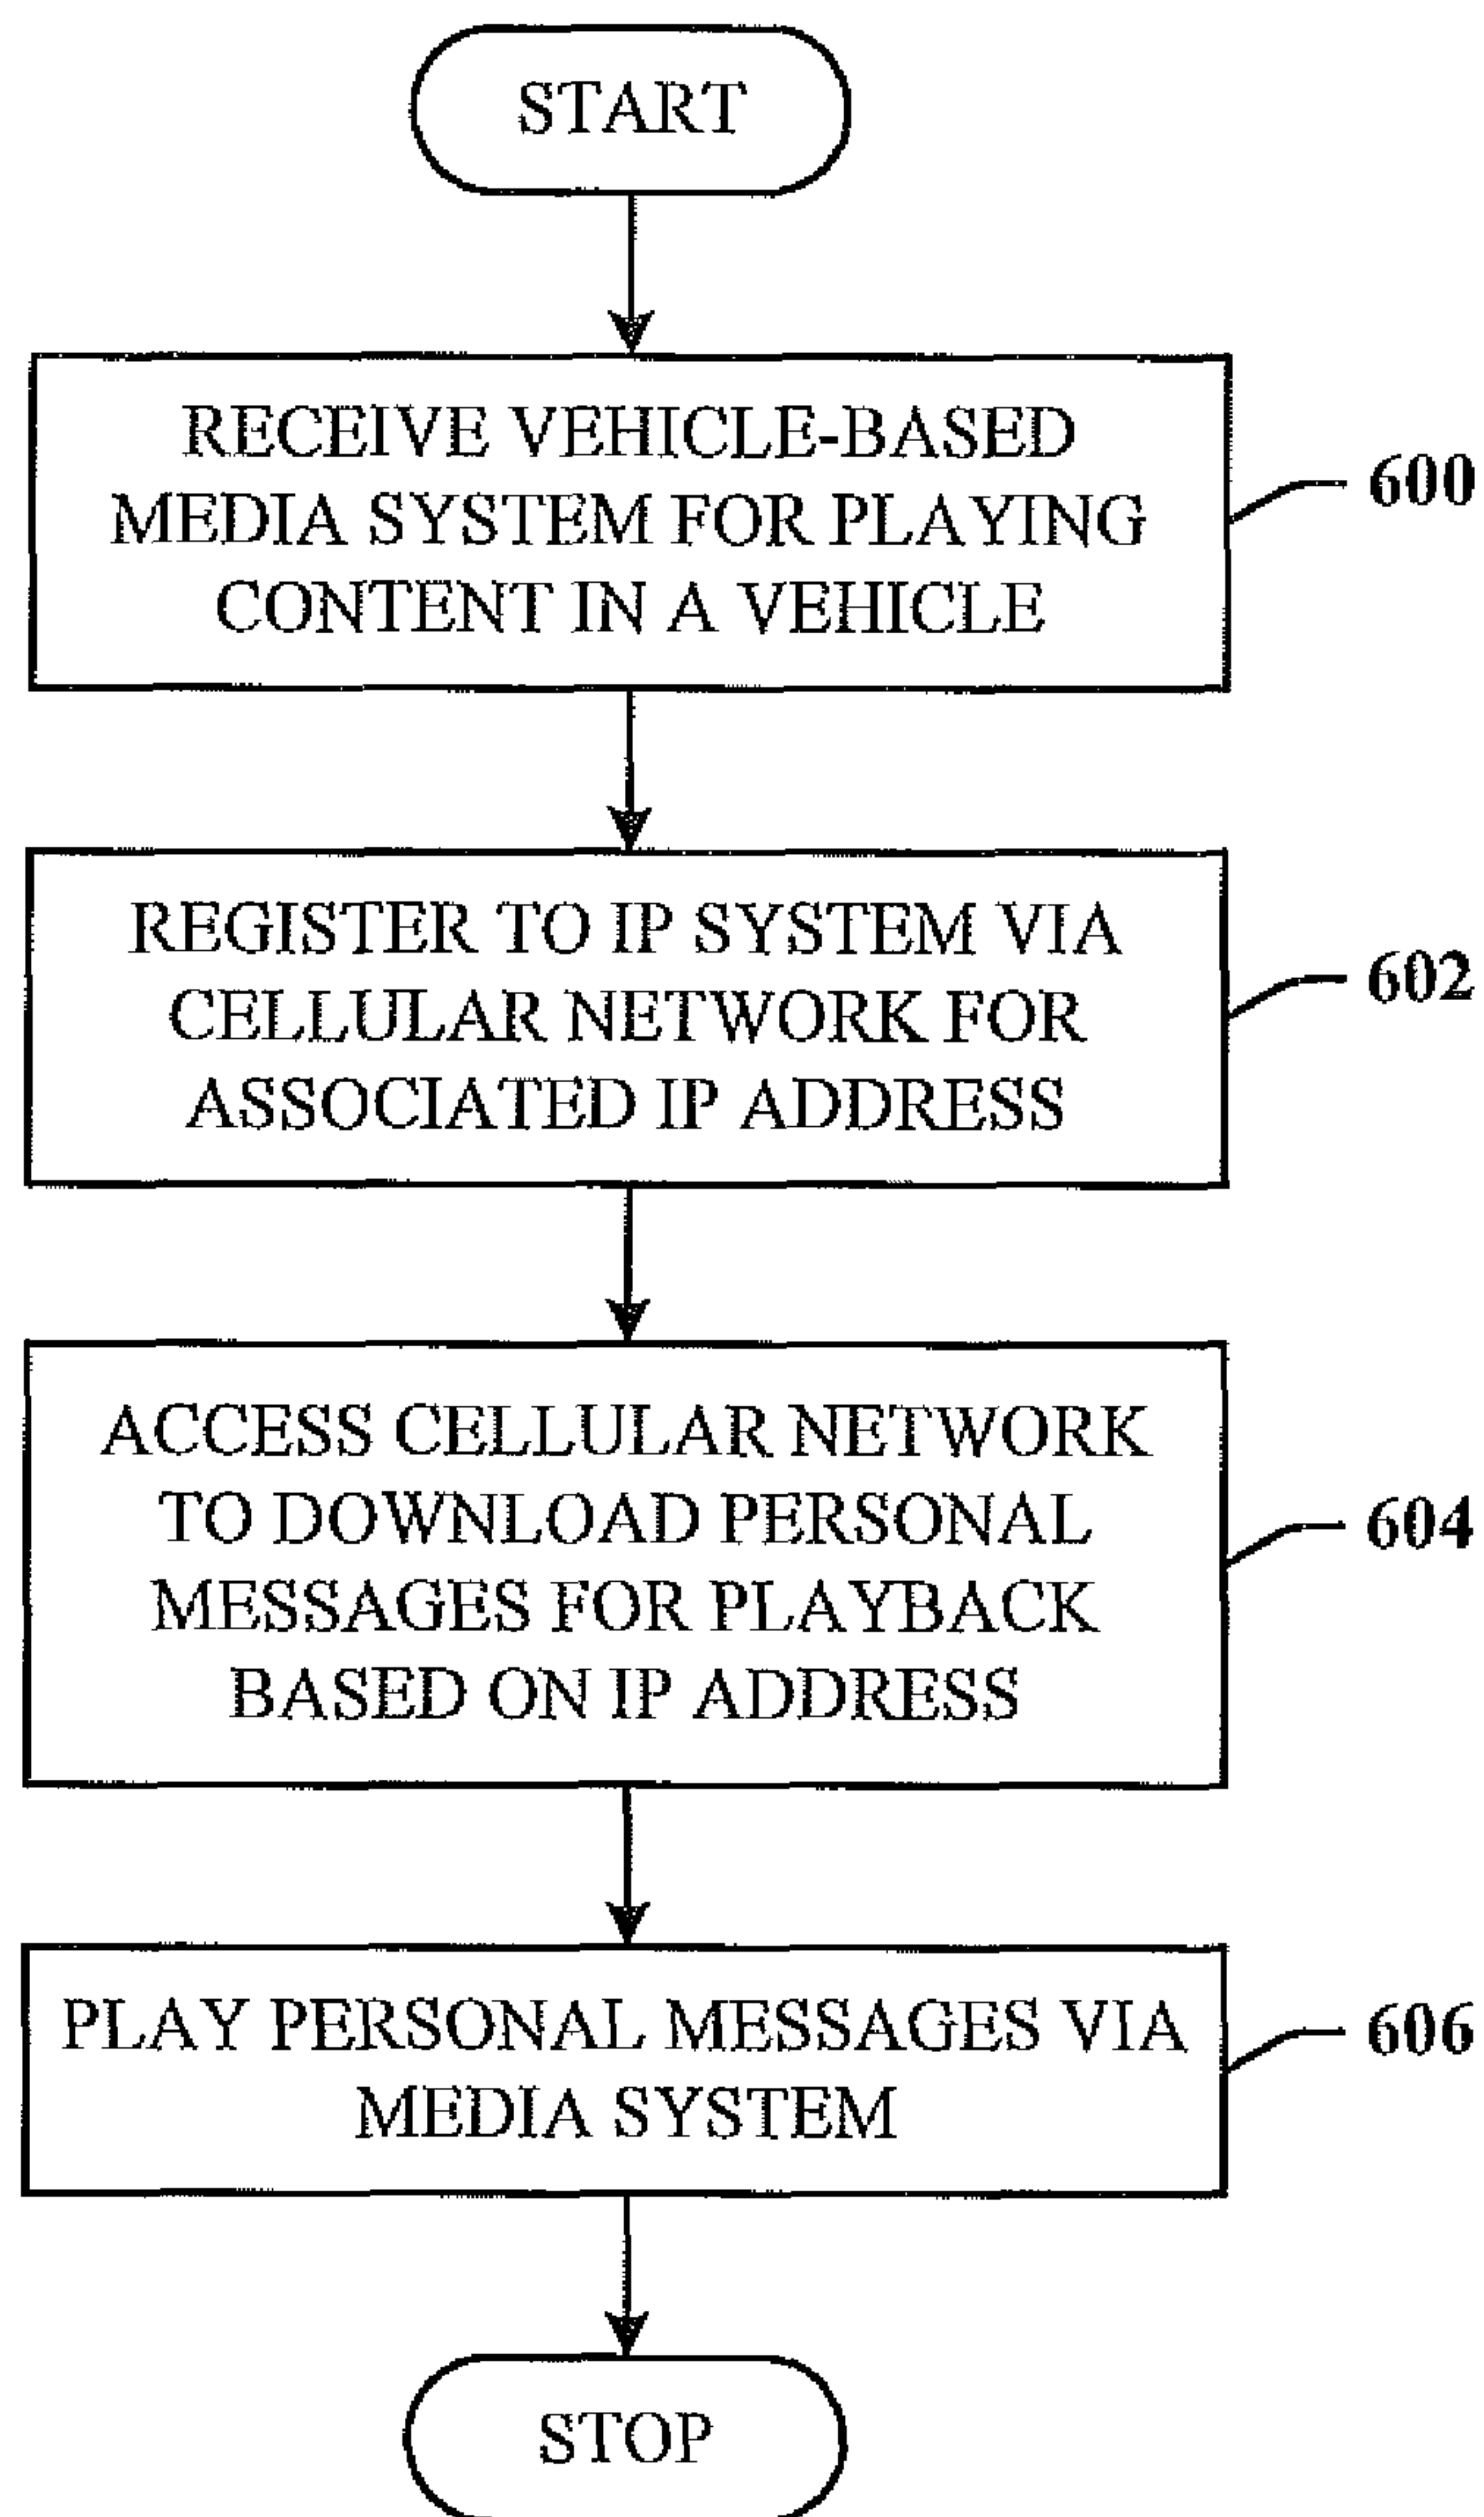 START
RECEIVE VEHICLE-BASED
MEDIA SYSTEM FOR PLAYING
CONTENT IN A VEHICLE
600
REGISTER TO IP SYSTEM VIA
CELLULAR NETWORK FOR
ASSOCIATED IP ADDRESS
602
ACCESS CELLULAR NETWORK
TO DOWNLOAD PERSONAL
MESSAGES FOR PLAYBACK
BASED ON IP ADDRESS
604
PLAY PERSONAL MESSAGES VIA
MEDIA SYSTEM
606
STOP